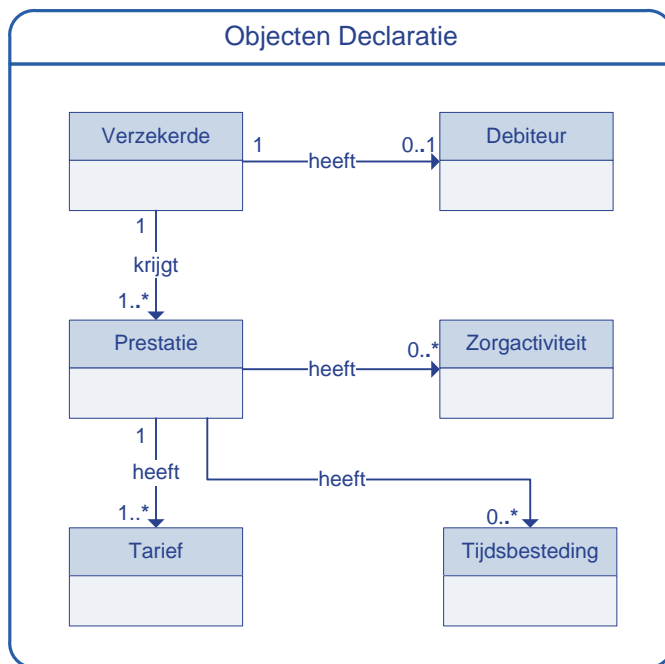 Objecten Declaratie
Verzekerde
Debiteur
1
heeft
0..1
1
krijgt
1..*
Prestatie
Zorgactiviteit
heeft
0..*
1
heeft
1..*
heeft
0..*
Tarief
Tijdsbesteding